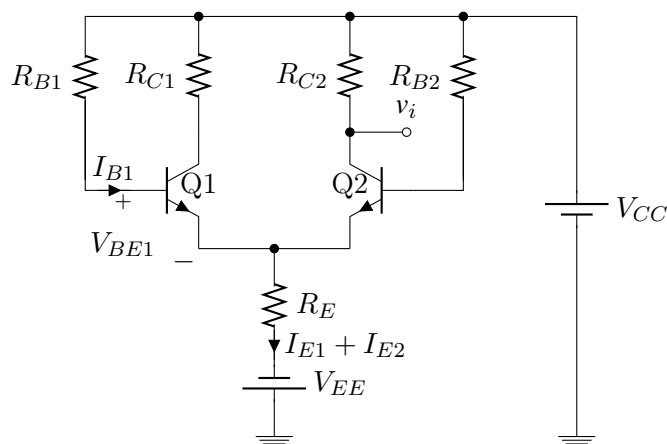 R_{B1}
R_{C1}
R_{C2}
R_{B2}
v_i
I_{B1}
+
Q1
Q2
V_{CC}
V_{BE1}
−
R_E
I_{E1} + I_{E2}
V_{EE}